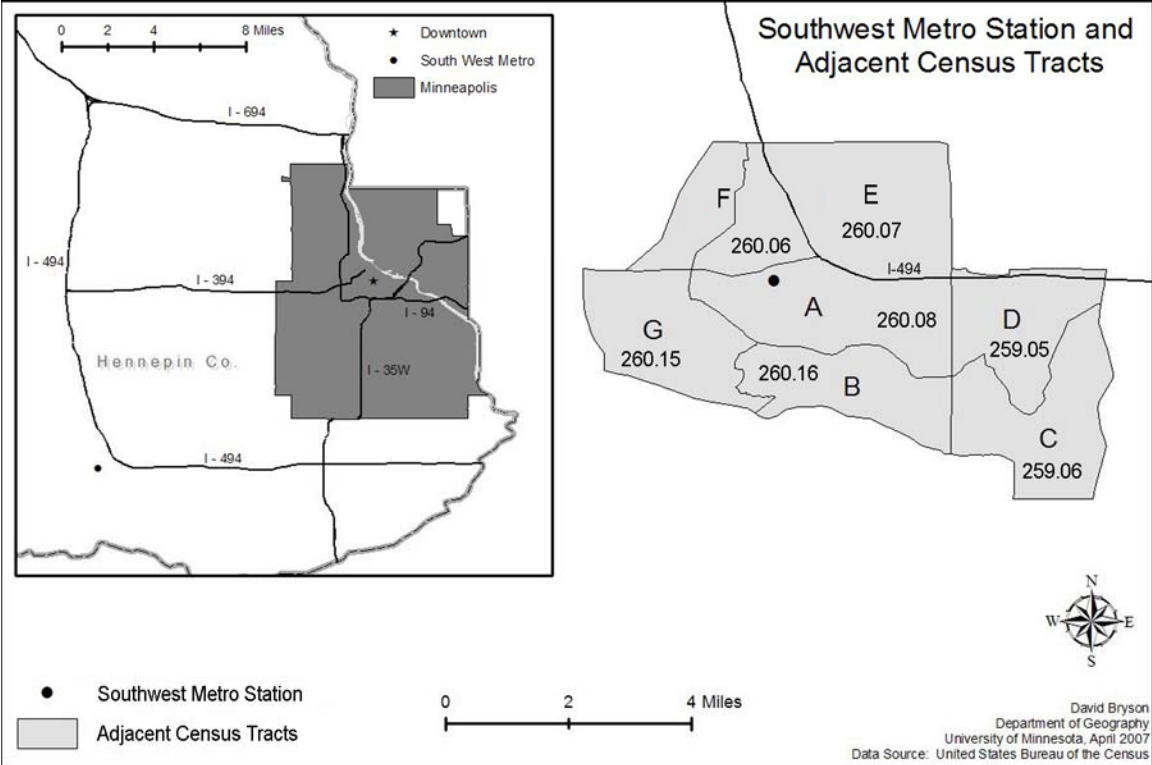 Southwest Metro Station and
Adjacent Census Tracts
0 2 4 8 Miles
Downtown
South West Metro
Minneapolis
I - 694
I - 494
I - 394
I - 94
Hennepin Co.
I - 35W
I - 494
F
E
260.06
260.07
I-494
A
260.08
D
259.05
G
260.15
260.16
B
C
259.06
N
W E
S
Southwest Metro Station
Adjacent Census Tracts
0 2 4 Miles
David Bryson
Department of Geography
University of Minnesota, April 2007
Data Source: United States Bureau of the Census